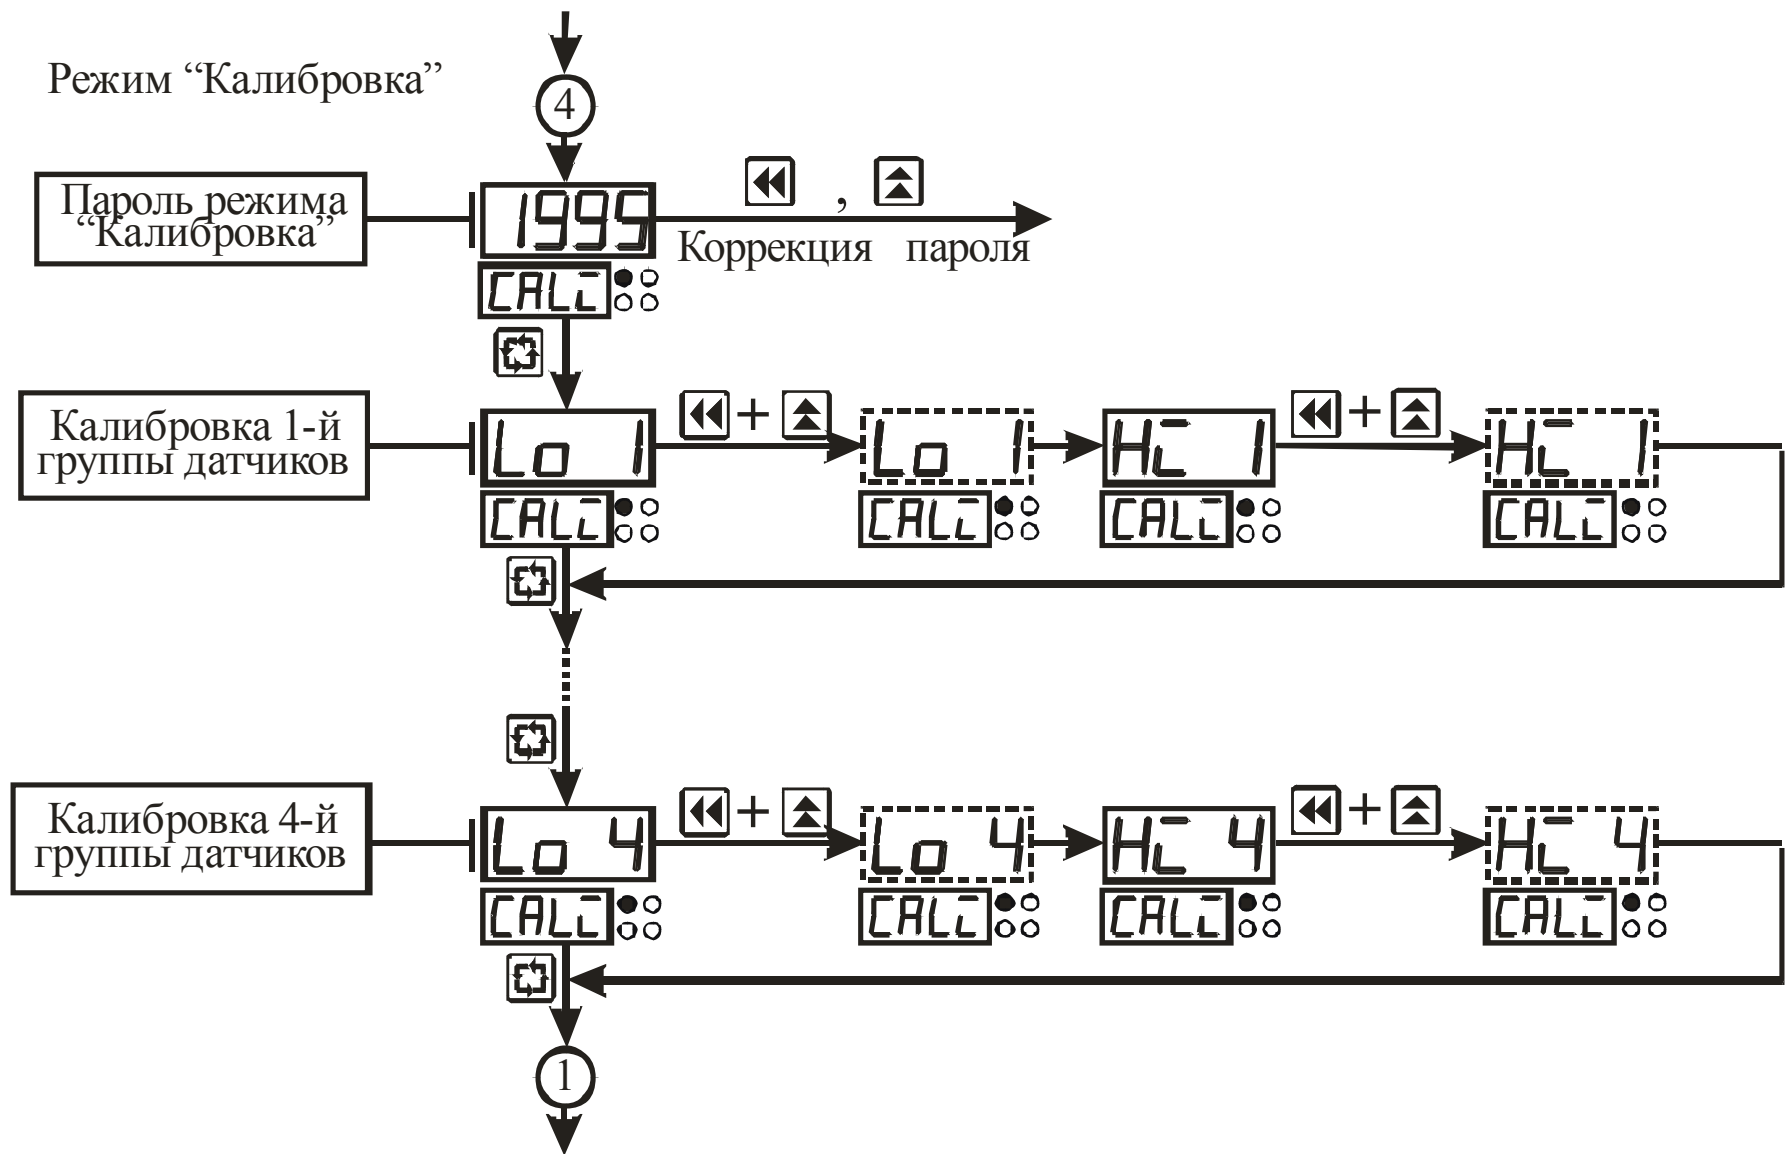 Режим “Калибровка”
4
Пароль режима
“Калибровка”
1995
,
Коррекция пароля
CALi
Калибровка 1-й
группы датчиков
Lo 1
+
Lo 1
Hi 1
+
Hi 1
CALi
CALi
CALi
CALi
Калибровка 4-й
группы датчиков
Lo 4
+
Lo 4
Hi 4
+
Hi 4
CALi
CALi
CALi
CALi
1